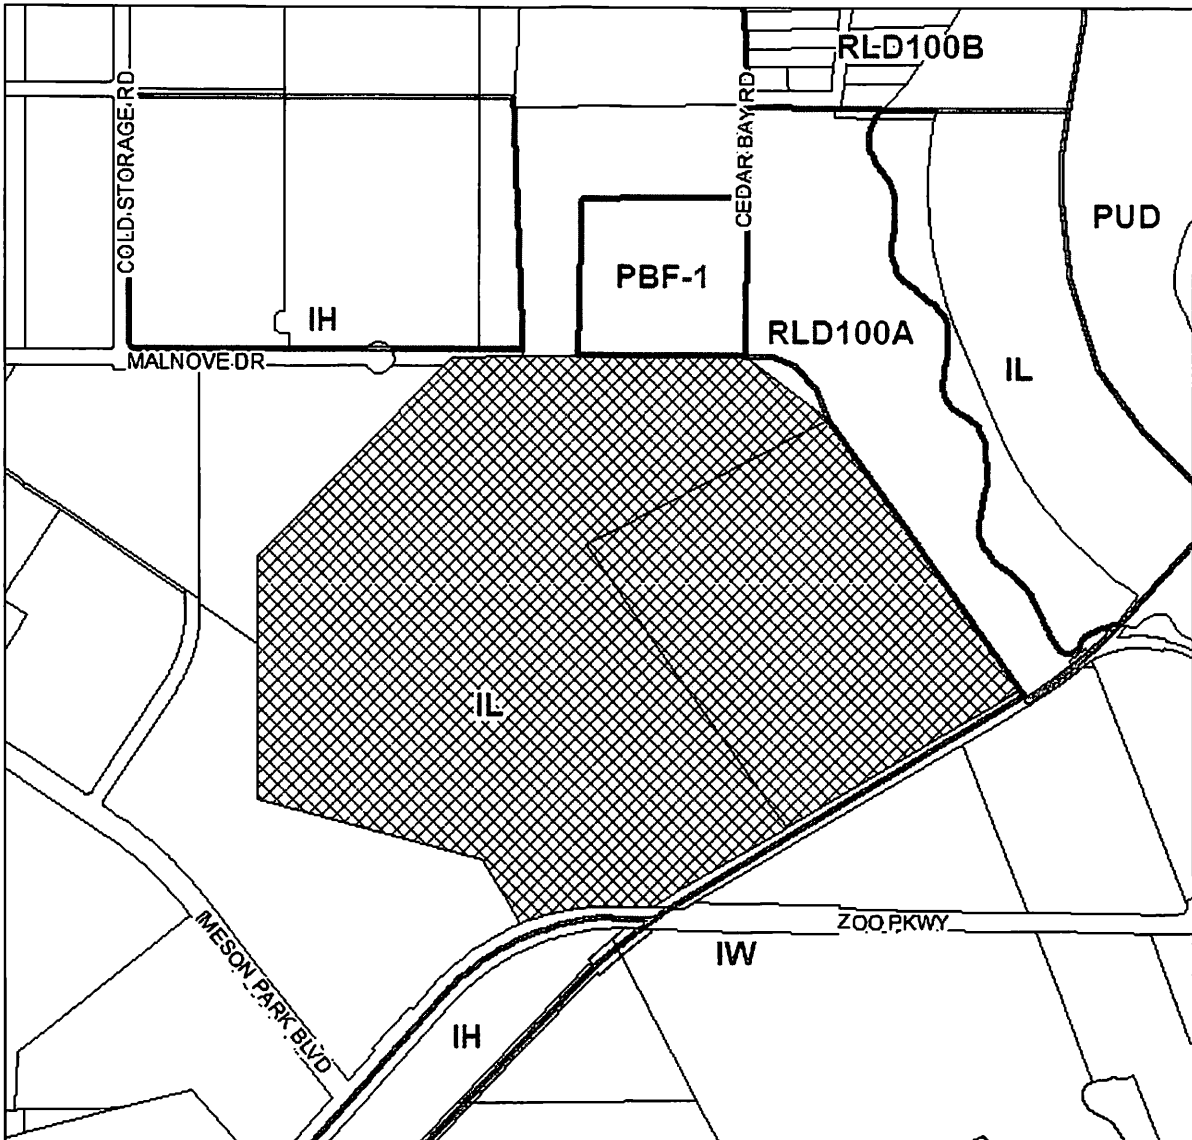 RLD100B
COLD STORAGE RD
CEDAR BAY RD
PUD
PBF-1
IH
RLD100A
MALNOVE DR
IL
IL
IMESON PARK BLVD
ZOO PKWY
IW
IH